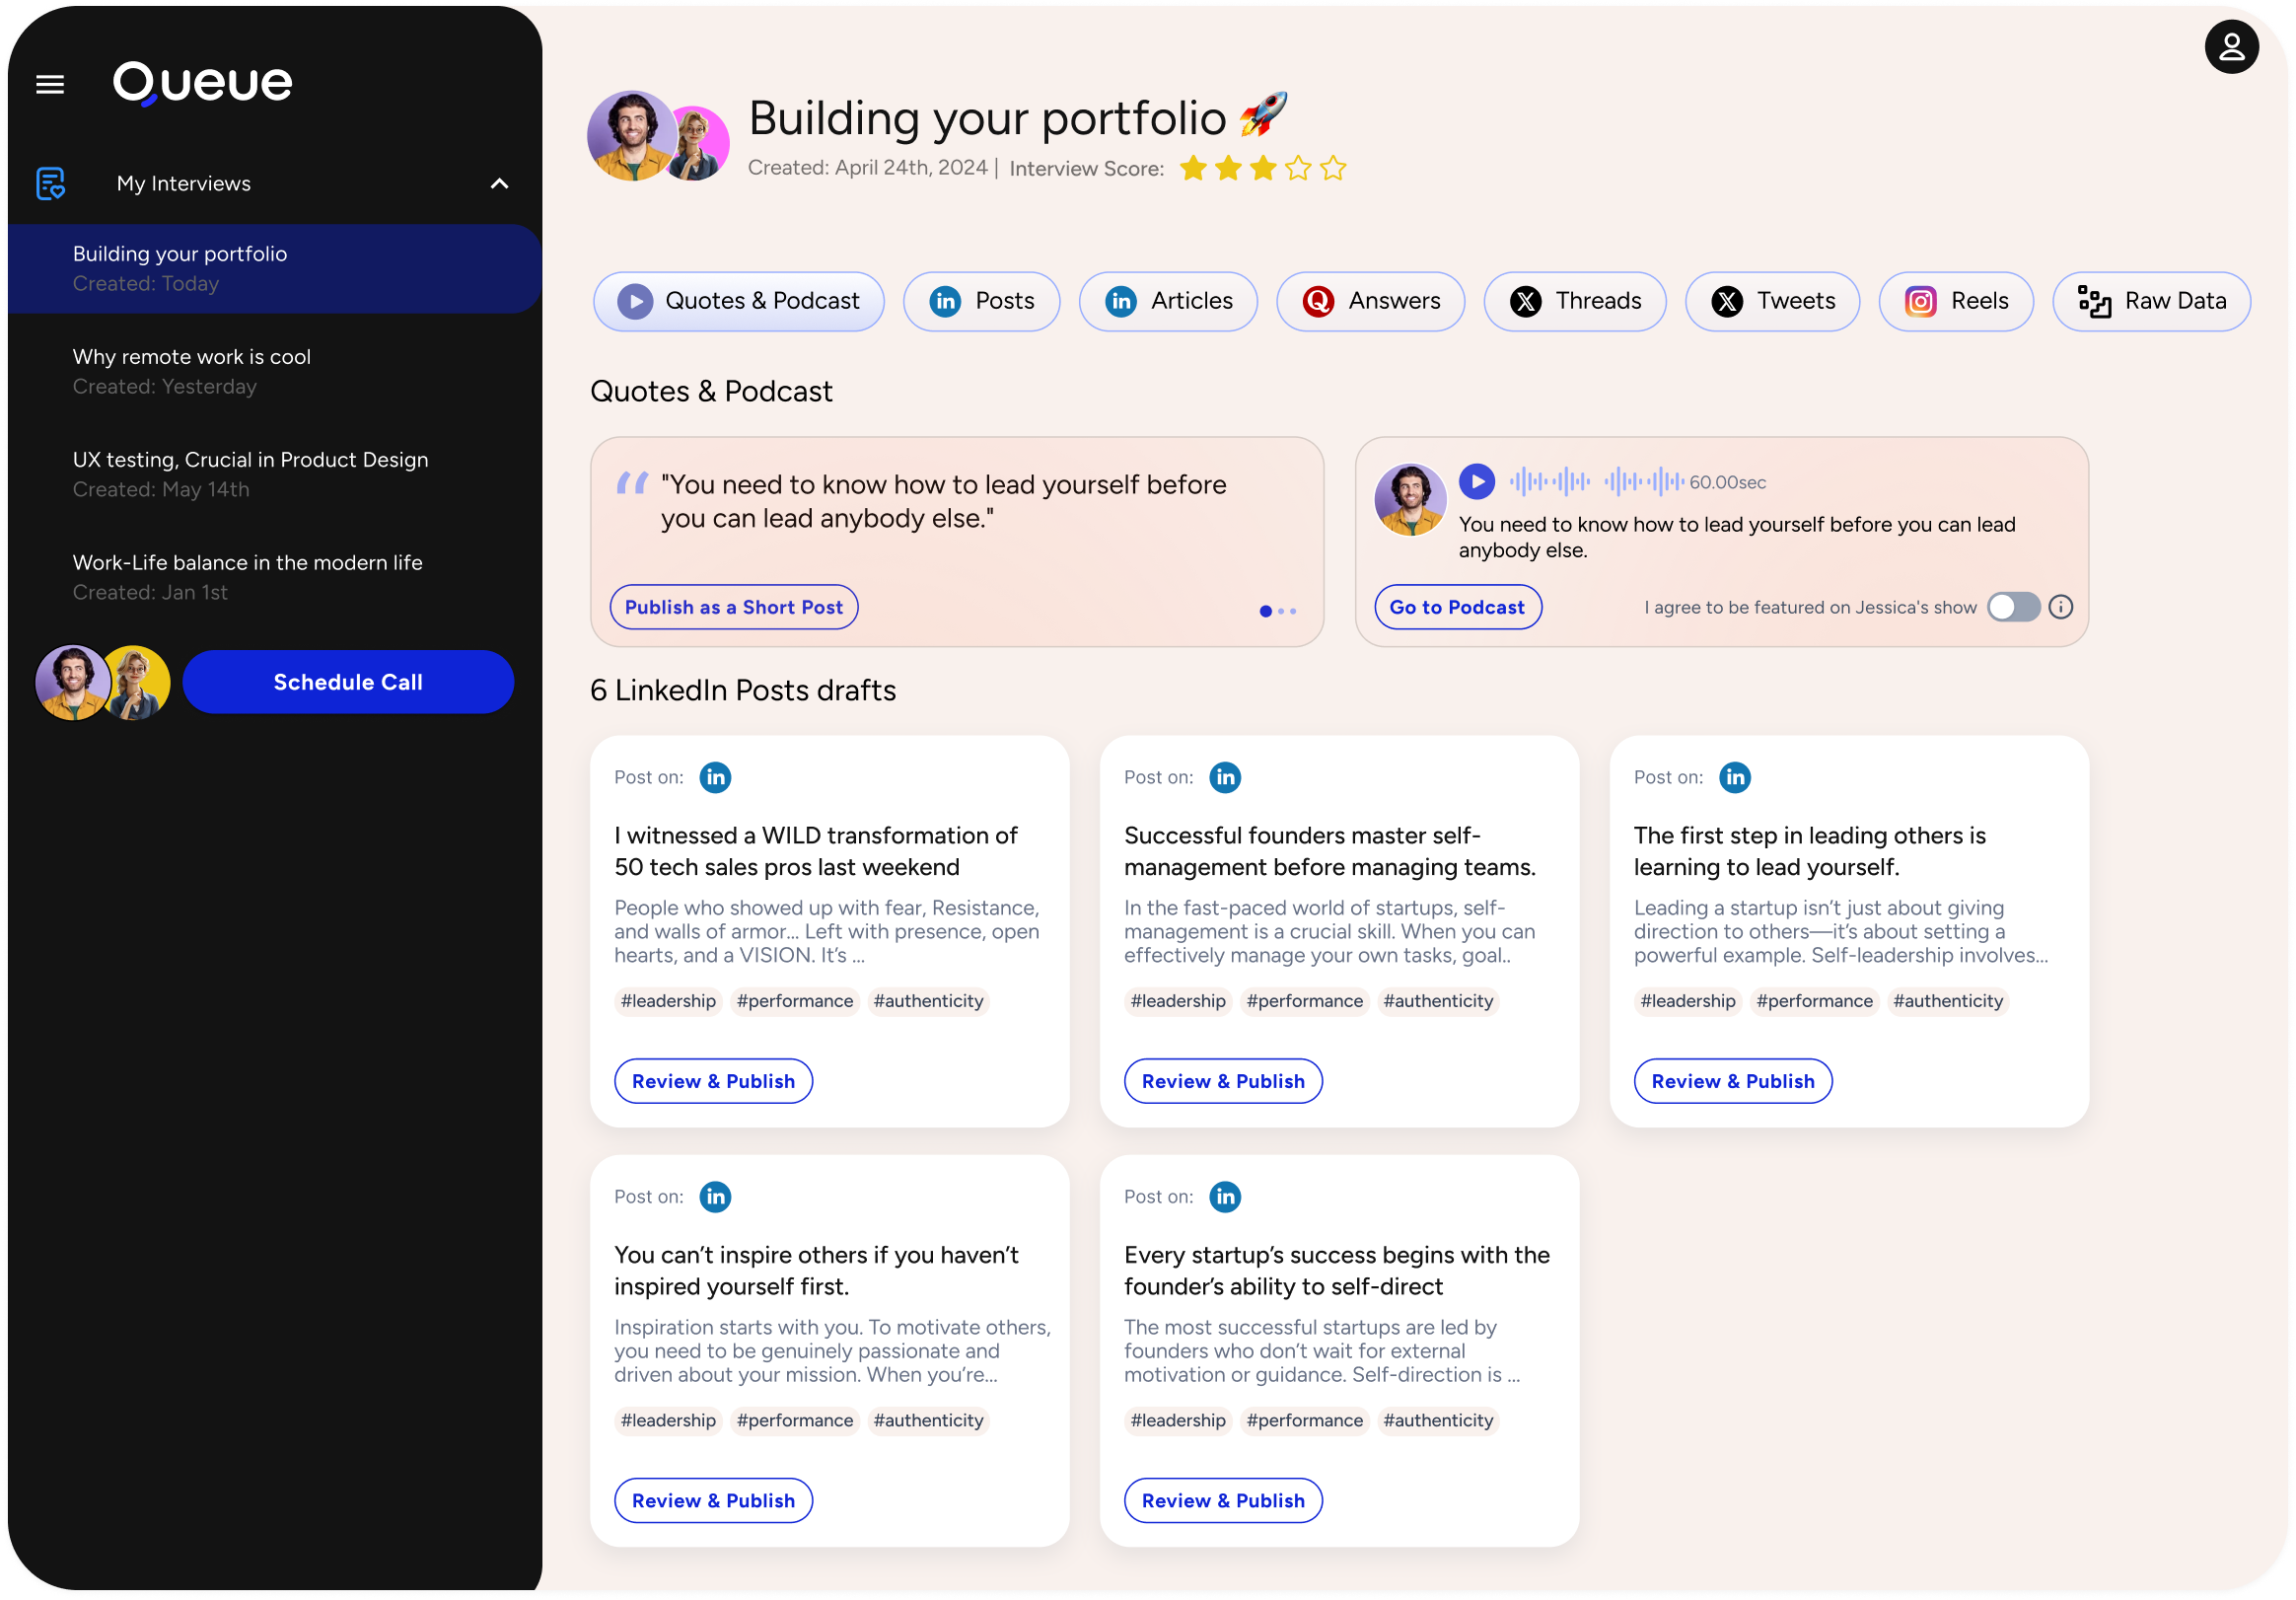 Queue
My Interviews
Building your portfolio
Created: Today
Why remote work is cool
Created: Yesterday
UX testing, Crucial in Product Design
Created: May 14th
Work-Life balance in the modern life
Created: Jan 1st
Schedule Call
Building your portfolio 🚀
Created: April 24th, 2024 | Interview Score:
Quotes & Podcast
in Posts
in Articles
Q Answers
X Threads
X Tweets
Reels
Raw Data
Quotes & Podcast
"You need to know how to lead yourself before
you can lead anybody else."
Publish as a Short Post
60.00sec
You need to know how to lead yourself before you can lead
anybody else.
Go to Podcast
I agree to be featured on Jessica's show
6 LinkedIn Posts drafts
Post on: in
I witnessed a WILD transformation of
50 tech sales pros last weekend
People who showed up with fear, Resistance,
and walls of armor... Left with presence, open
hearts, and a VISION. It’s ...
#leadership #performance #authenticity
Review & Publish
Post on: in
Successful founders master self-
management before managing teams.
In the fast-paced world of startups, self-
management is a crucial skill. When you can
effectively manage your own tasks, goal..
#leadership #performance #authenticity
Review & Publish
Post on: in
The first step in leading others is
learning to lead yourself.
Leading a startup isn’t just about giving
direction to others—it’s about setting a
powerful example. Self-leadership involves...
#leadership #performance #authenticity
Review & Publish
Post on: in
You can’t inspire others if you haven’t
inspired yourself first.
Inspiration starts with you. To motivate others,
you need to be genuinely passionate and
driven about your mission. When you’re...
#leadership #performance #authenticity
Review & Publish
Post on: in
Every startup’s success begins with the
founder’s ability to self-direct
The most successful startups are led by
founders who don’t wait for external
motivation or guidance. Self-direction is ...
#leadership #performance #authenticity
Review & Publish